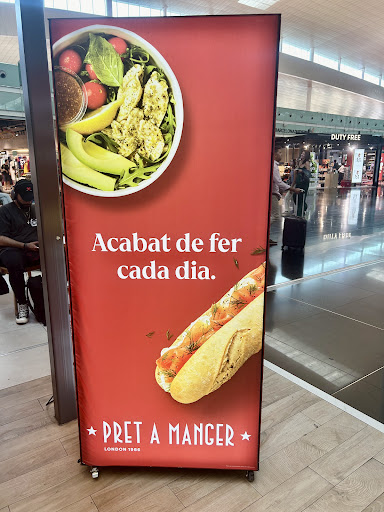 DUTY FREE
Acabat de fer
cada dia.
★ PRET A MANGER ★
LONDON 1986